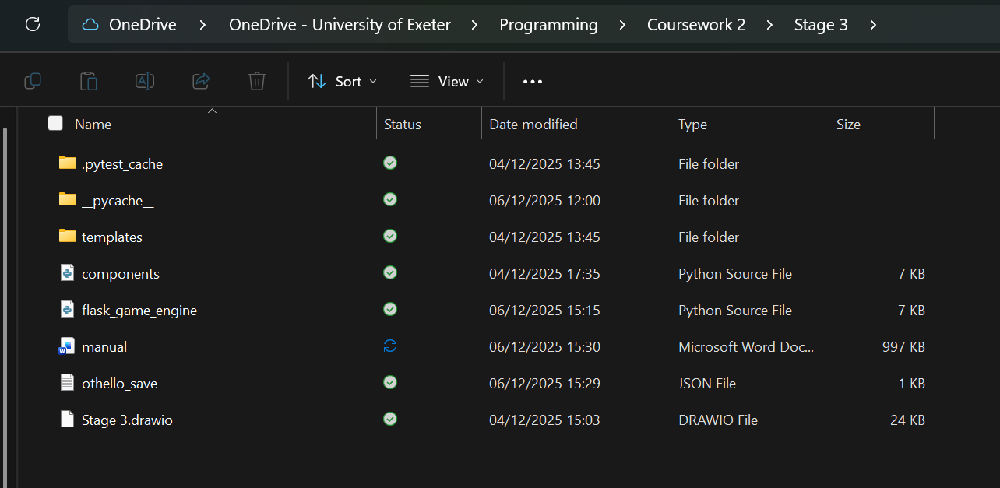 OneDrive > OneDrive - University of Exeter > Programming > Coursework 2 > Stage 3 >
Sort View ...
Name Status Date modified Type Size
.pytest_cache 04/12/2025 13:45 File folder
__pycache__ 06/12/2025 12:00 File folder
templates 04/12/2025 13:45 File folder
components 04/12/2025 17:35 Python Source File 7 KB
flask_game_engine 06/12/2025 15:15 Python Source File 7 KB
manual 06/12/2025 15:30 Microsoft Word Doc... 997 KB
othello_save 06/12/2025 15:29 JSON File 1 KB
Stage 3.drawio 04/12/2025 15:03 DRAWIO File 24 KB